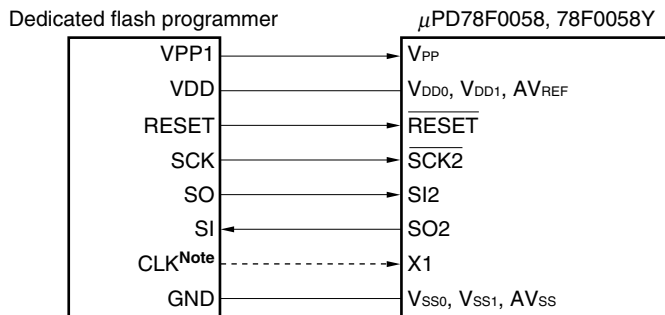 Dedicated flash programmer
μPD78F0058, 78F0058Y
VPP1
VPP
VDD
VDD0, VDD1, AVREF
RESET
RESET
SCK
SCK2
SO
SI2
SI
SO2
CLKNote
X1
GND
VSS0, VSS1, AVSS